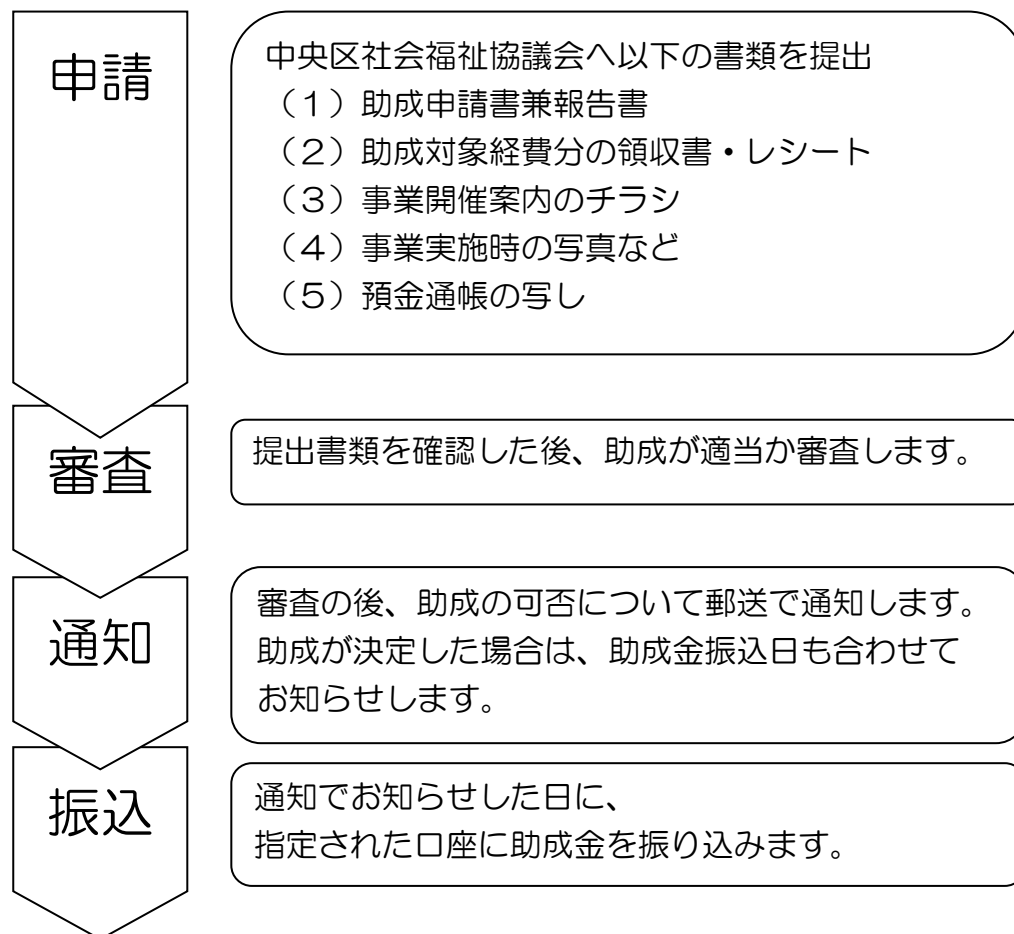 申請
中央区社会福祉協議会へ以下の書類を提出
（１）助成申請書兼報告書
（２）助成対象経費分の領収書・レシート
（３）事業開催案内のチラシ
（４）事業実施時の写真など
（５）預金通帳の写し
審査
提出書類を確認した後、助成が適当か審査します。
通知
審査の後、助成の可否について郵送で通知します。
助成が決定した場合は、助成金振込日も合わせて
お知らせします。
振込
通知でお知らせした日に、
指定された口座に助成金を振り込みます。